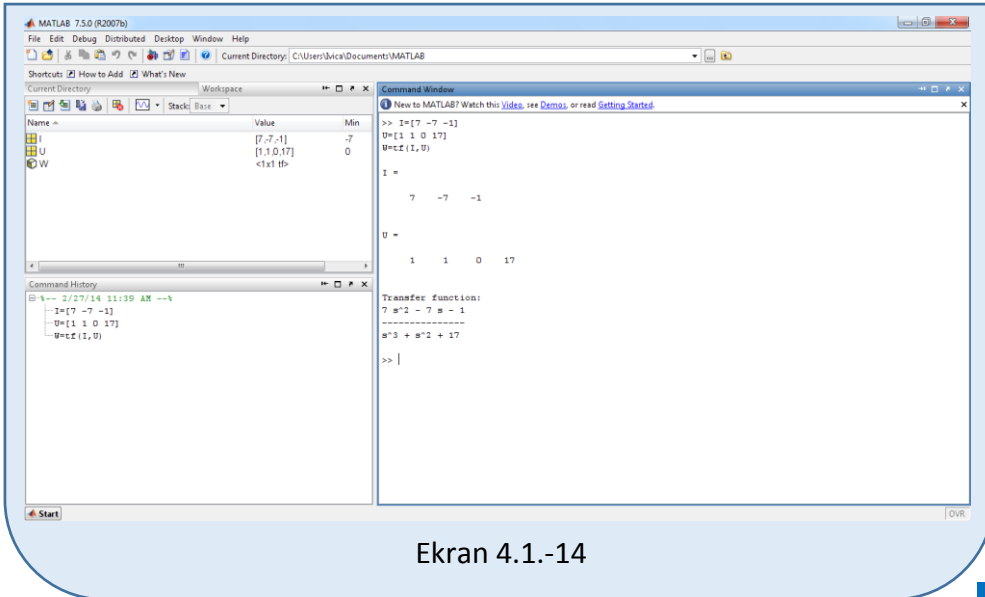 MATLAB 7.5.0 (R2007b)
File Edit Debug Distributed Desktop Window Help
Current Directory: C:\Users\Ivica\Documents\MATLAB
Shortcuts How to Add What's New
Current Directory Workspace
Stack: Base
Name Value Min
I [7,-7,-1] -7
U [1,1,0,17] 0
W <1x1 tf>
Command History
%-- 2/27/14 11:39 AM --%
I=[7 -7 -1]
U=[1 1 0 17]
W=tf(I,U)
Command Window
New to MATLAB? Watch this Video, see Demos, or read Getting Started.
>> I=[7 -7 -1]
U=[1 1 0 17]
W=tf(I,U)
I =
7 -7 -1
U =
1 1 0 17
Transfer function:
7 s^2 - 7 s - 1
---------------
s^3 + s^2 + 17
>>
Start
OVR
Ekran 4.1.-14